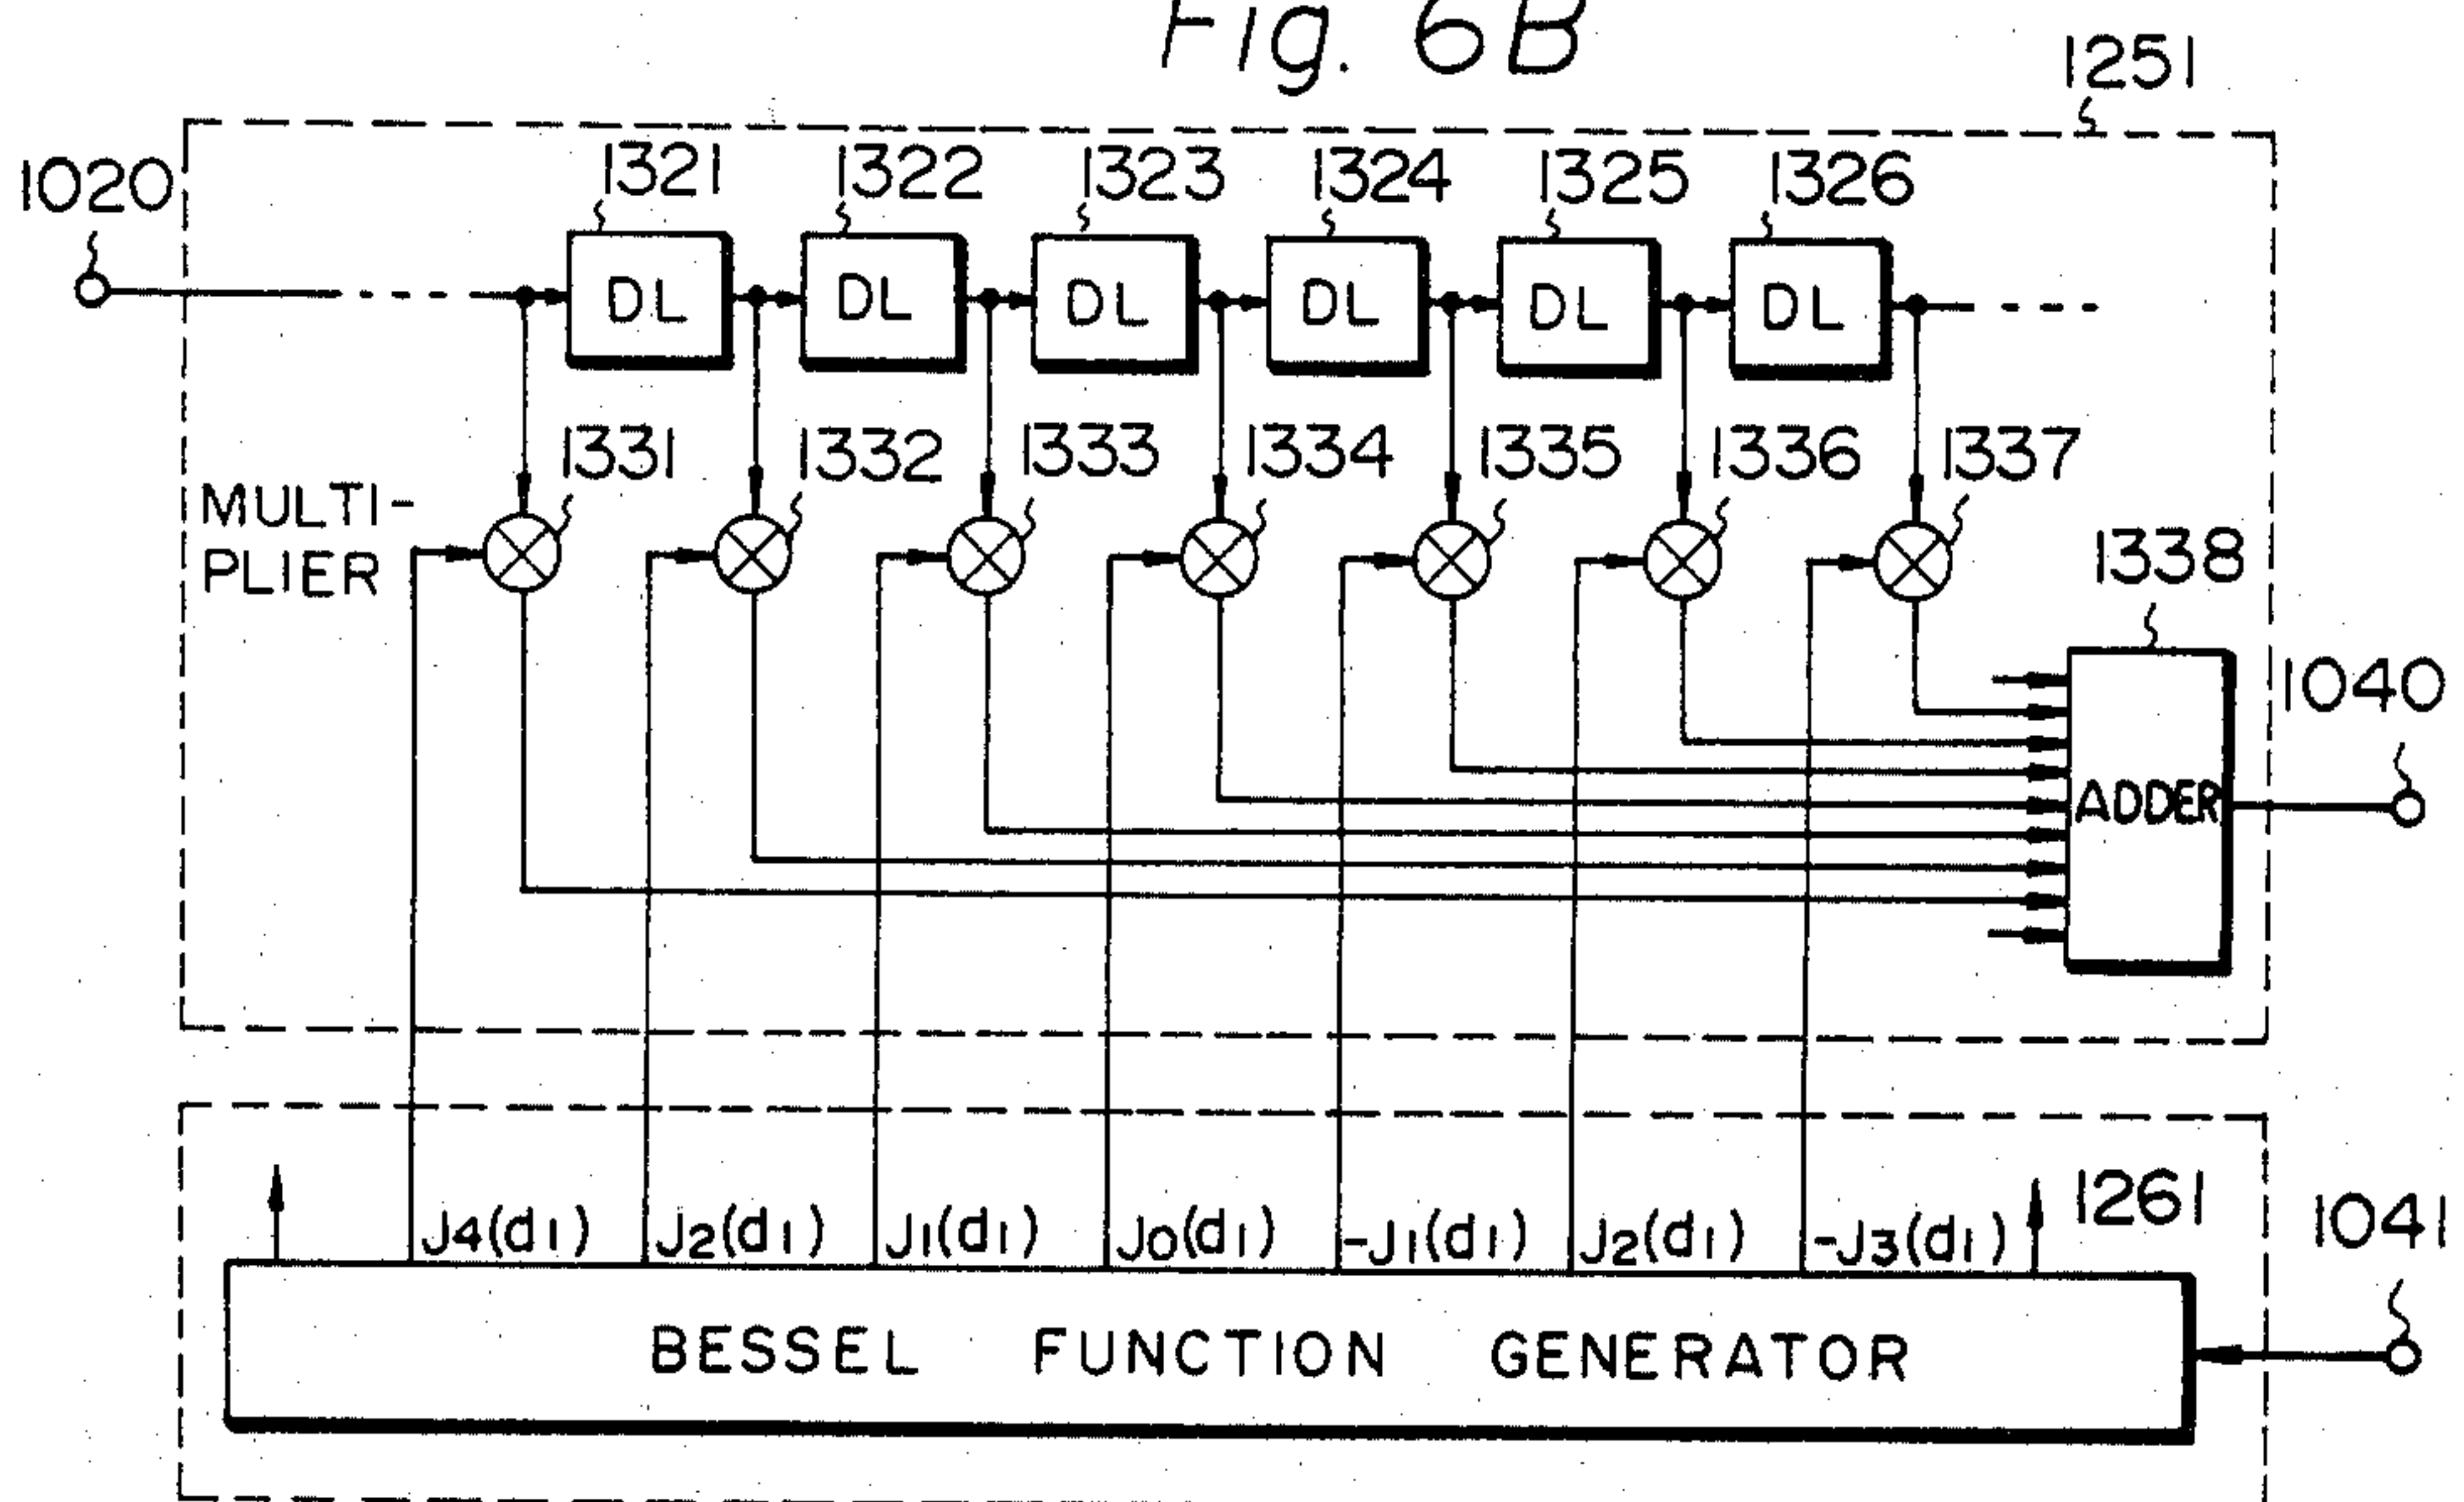 Fig. 6B
1251
1020
1321 1322 1323 1324 1325 1326
DL DL DL DL DL DL
1331 1332 1333 1334 1335 1336 1337
MULTI-
PLIER
1338
1040
ADDER
1261
1041
J4(d1) J2(d1) J1(d1) J0(d1) -J1(d1) J2(d1) -J3(d1)
BESSEL FUNCTION GENERATOR